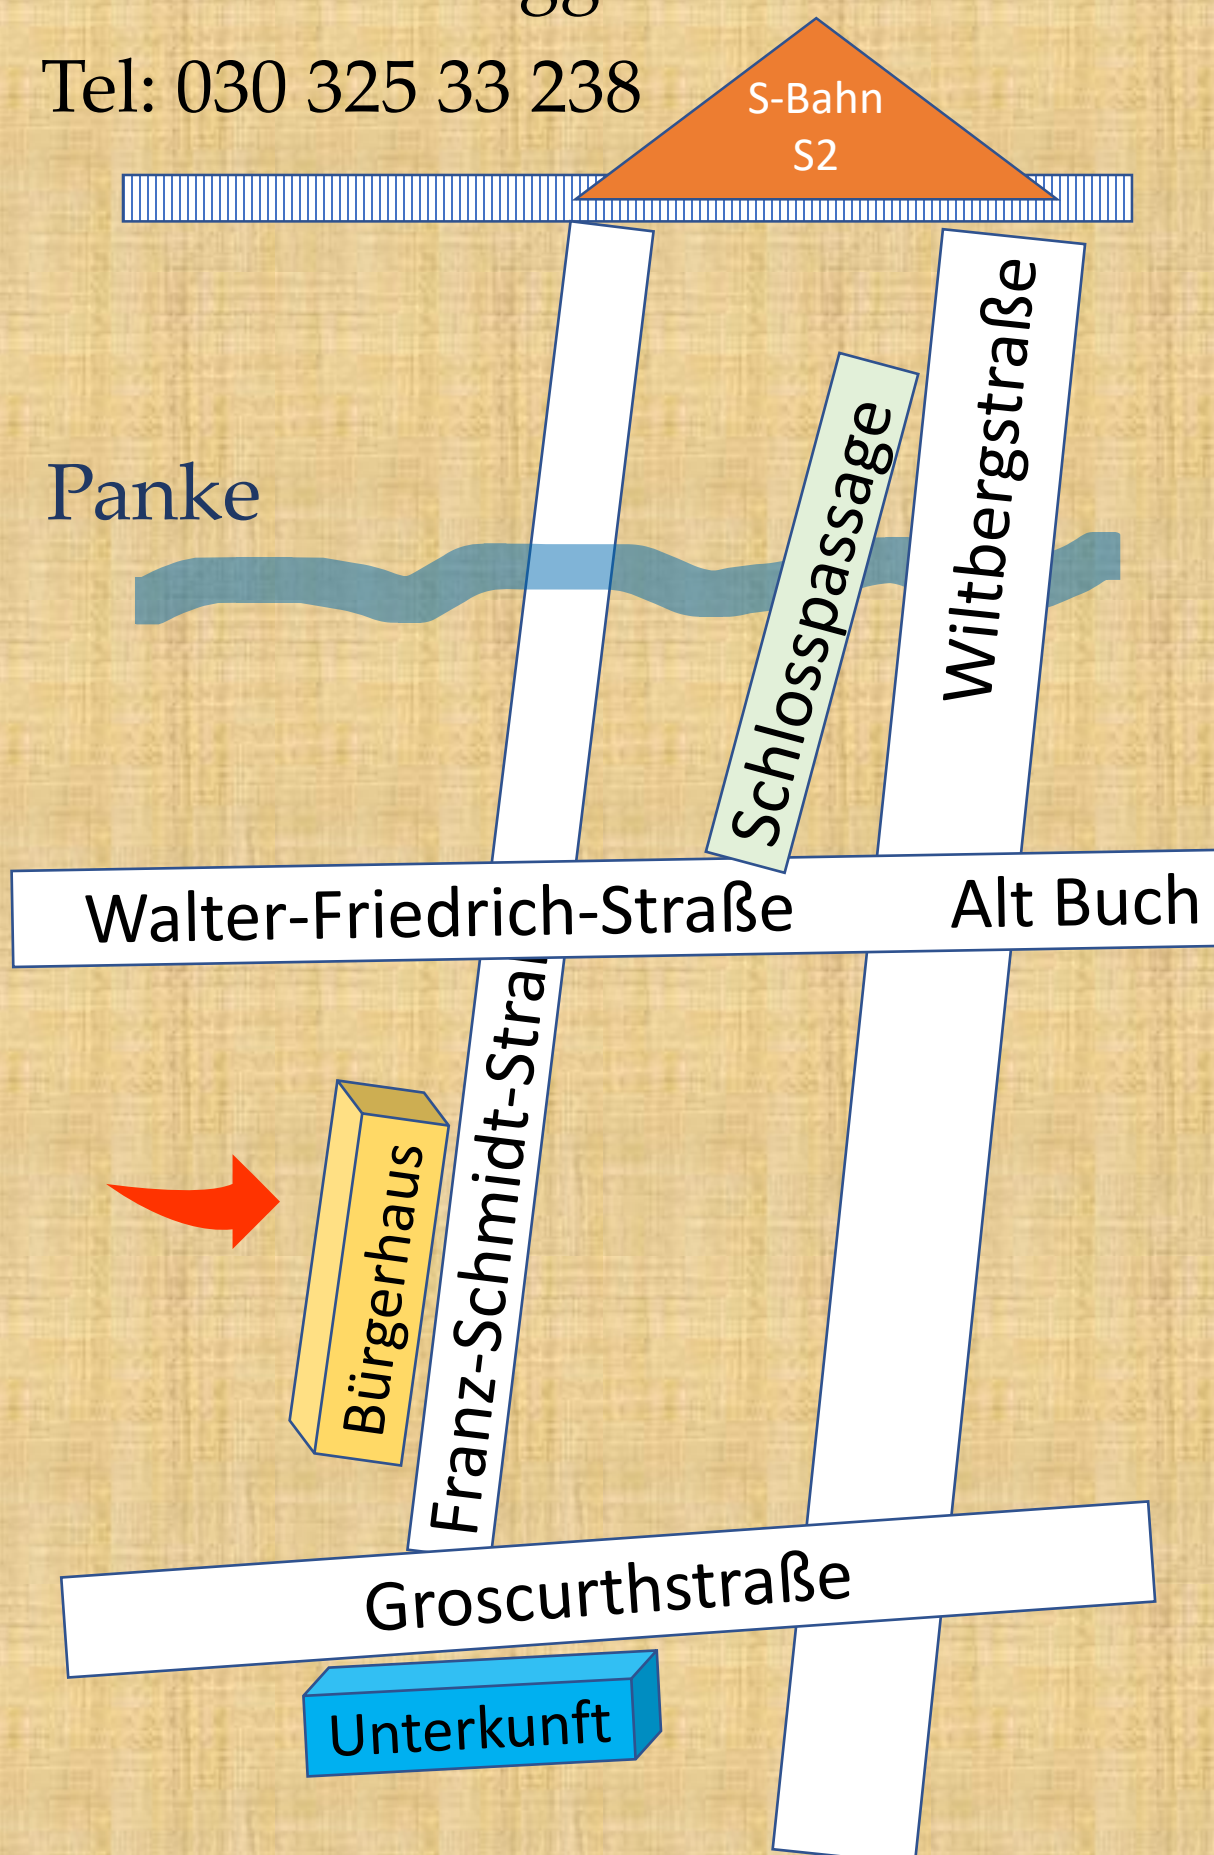 Tel: 030 325 33 238
S-Bahn
S2
Wiltbergstraße
Schlosspassage
Panke
Walter-Friedrich-Straße
Alt Buch
Franz-Schmidt-Stra
Bürgerhaus
Groscurthstraße
Unterkunft